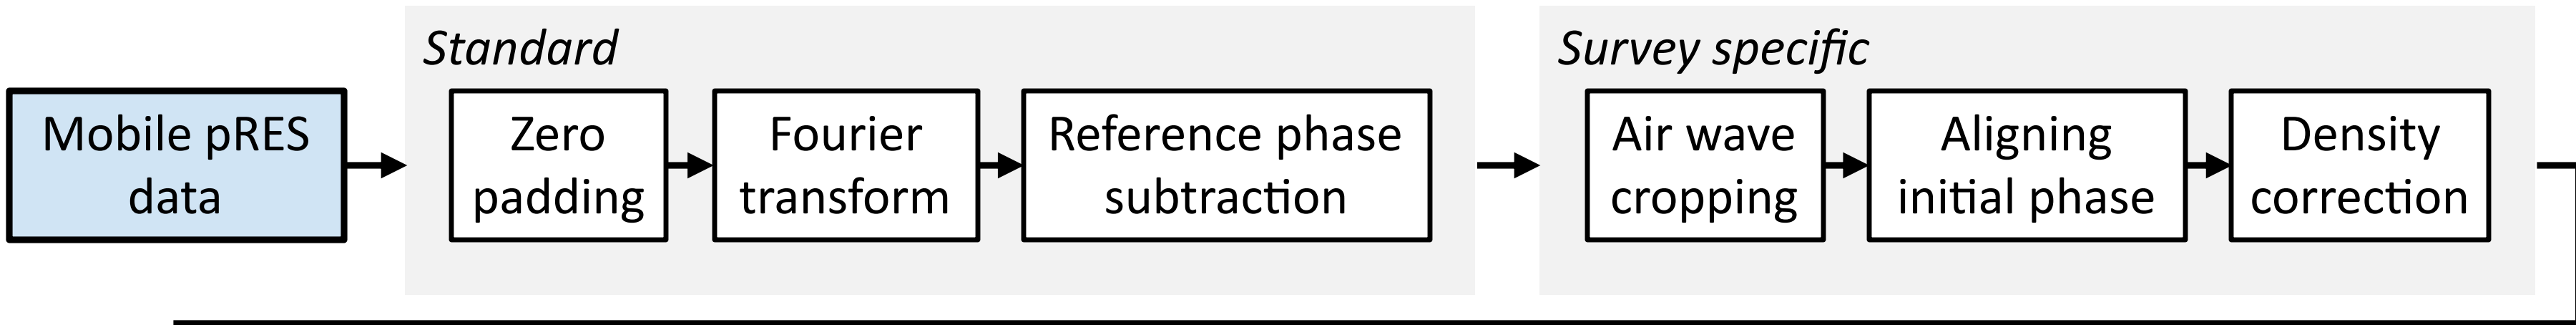 Standard
Survey specific
Mobile pRES
data
Zero
padding
Fourier
transform
Reference phase
subtraction
Air wave
cropping
Aligning
initial phase
Density
correction